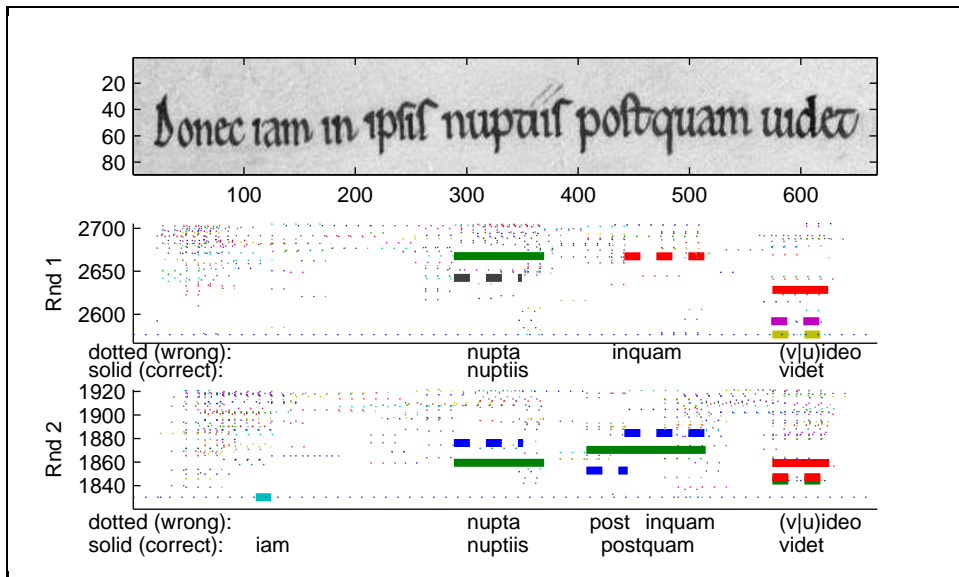 20
40
60
80
Donec iam in ipsis nuptiis postquam uidet
100 200 300 400 500 600
2700
2650
2600
Rnd 1
dotted (wrong): nupta inquam (v|u)ideo
solid (correct): nuptiis videt
1920
1900
1880
1860
1840
Rnd 2
dotted (wrong): nupta post inquam (v|u)ideo
solid (correct): iam nuptiis postquam videt